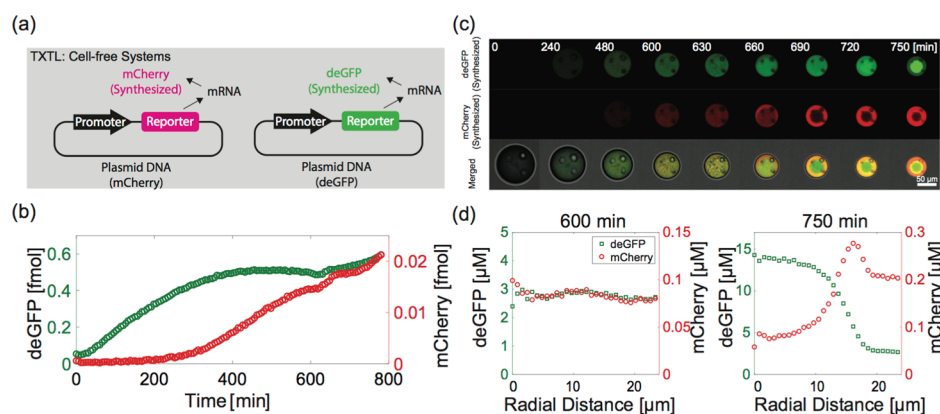 (a)
TXTL: Cell-free Systems
mCherry
(Synthesized)
mRNA
Promoter
Reporter
Plasmid DNA
(mCherry)
deGFP
(Synthesized)
mRNA
Promoter
Reporter
Plasmid DNA
(deGFP)
(c)
0 240 480 600 630 660 690 720 750 [min]
deGFP
(Synthesized)
mCherry
(Synthesized)
Merged
50 µm
(b)
deGFP [fmol]
0.6
0.4
0.2
0
mCherry [fmol]
0.02
0.01
0
0 200 400 600 800
Time [min]
(d)
600 min
deGFP [µM]
5
4
3
2
1
0
deGFP
mCherry
mCherry [µM]
0.15
0.10
0.05
0
0 10 20
Radial Distance [µm]
750 min
deGFP [µM]
15
10
5
0
mCherry [µM]
0.3
0.2
0.1
0
0 10 20
Radial Distance [µm]